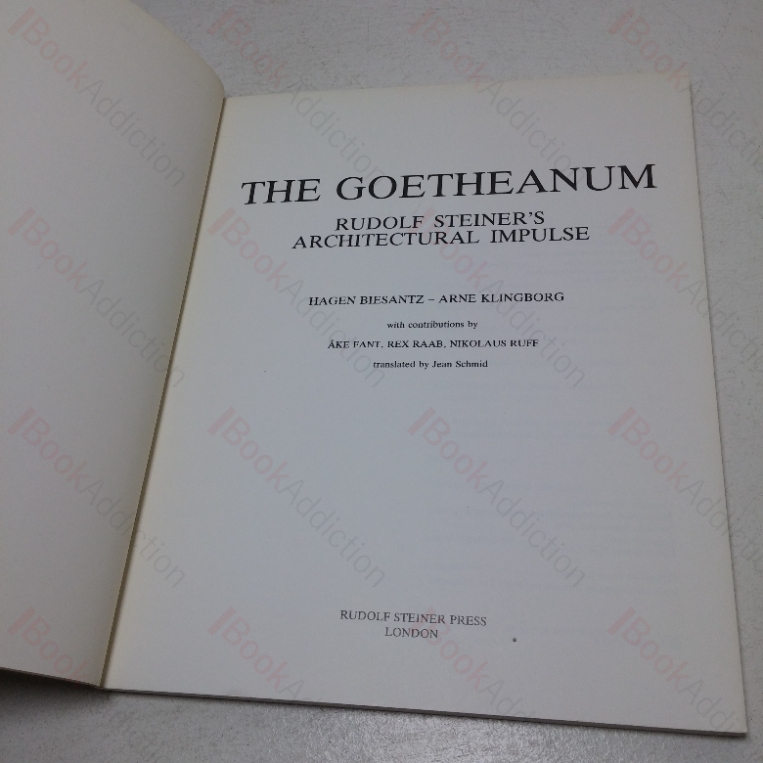 THE GOETHEANUM
RUDOLF STEINER'S
ARCHITECTURAL IMPULSE
HAGEN BIESANTZ – ARNE KLINGBORG
with contributions by
ÅKE FANT, REX RAAB, NIKOLAUS RUFF
translated by Jean Schmid
RUDOLF STEINER PRESS
LONDON
BookAddiction